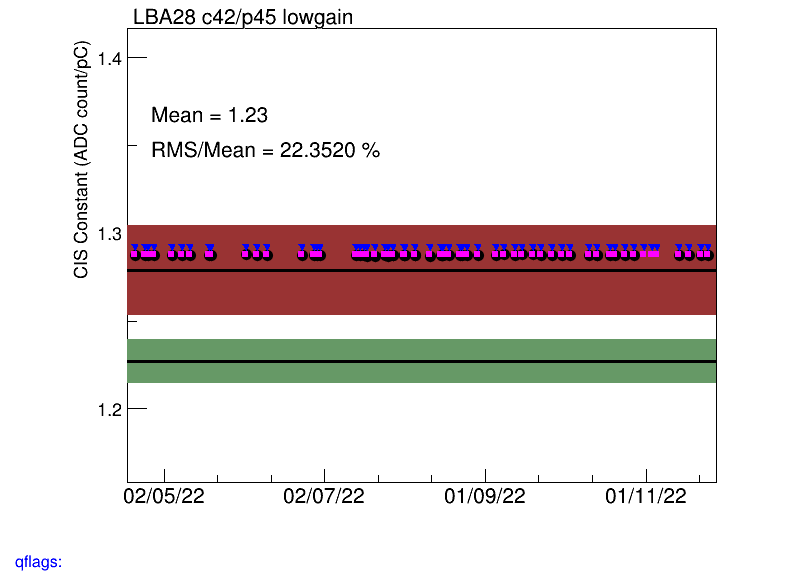 LBA28 c42/p45 lowgain
CIS Constant (ADC count/pC)
1.4
Mean = 1.23
RMS/Mean = 22.3520 %
1.3
1.2
02/05/22 02/07/22 01/09/22 01/11/22
qflags: